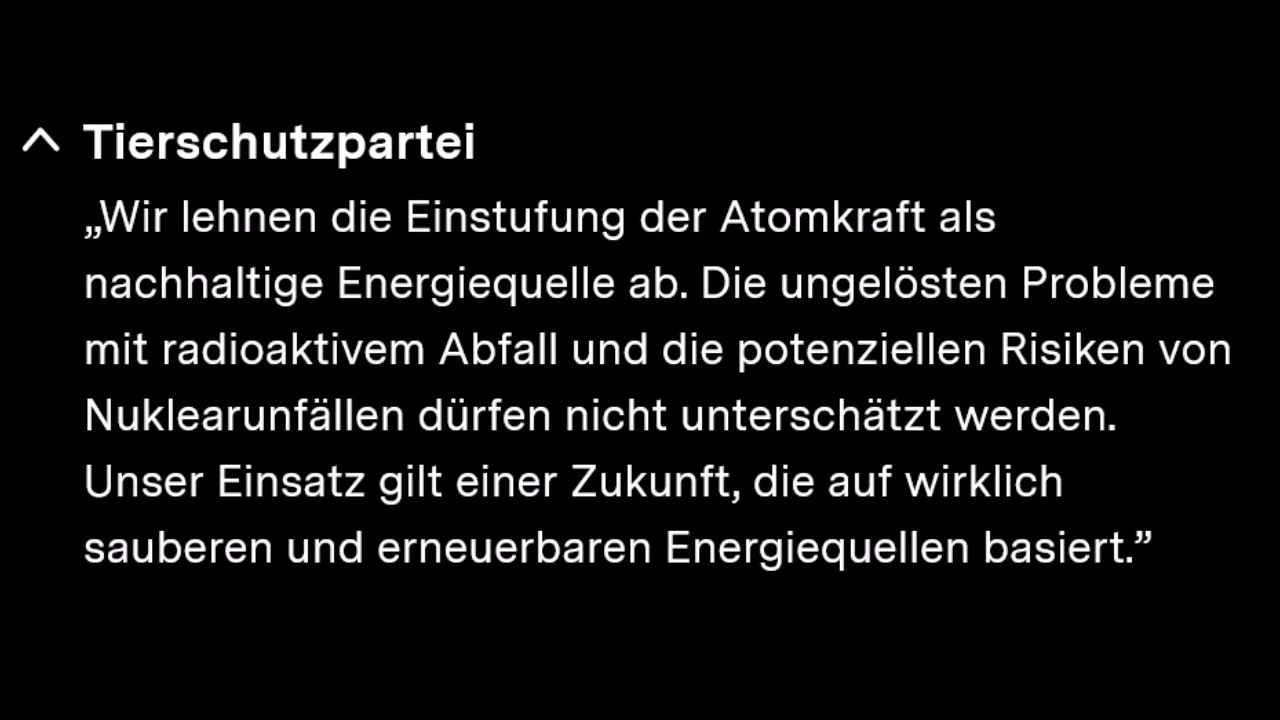 Tierschutzpartei
„Wir lehnen die Einstufung der Atomkraft als
nachhaltige Energiequelle ab. Die ungelösten Probleme
mit radioaktivem Abfall und die potenziellen Risiken von
Nuklearunfällen dürfen nicht unterschätzt werden.
Unser Einsatz gilt einer Zukunft, die auf wirklich
sauberen und erneuerbaren Energiequellen basiert.”